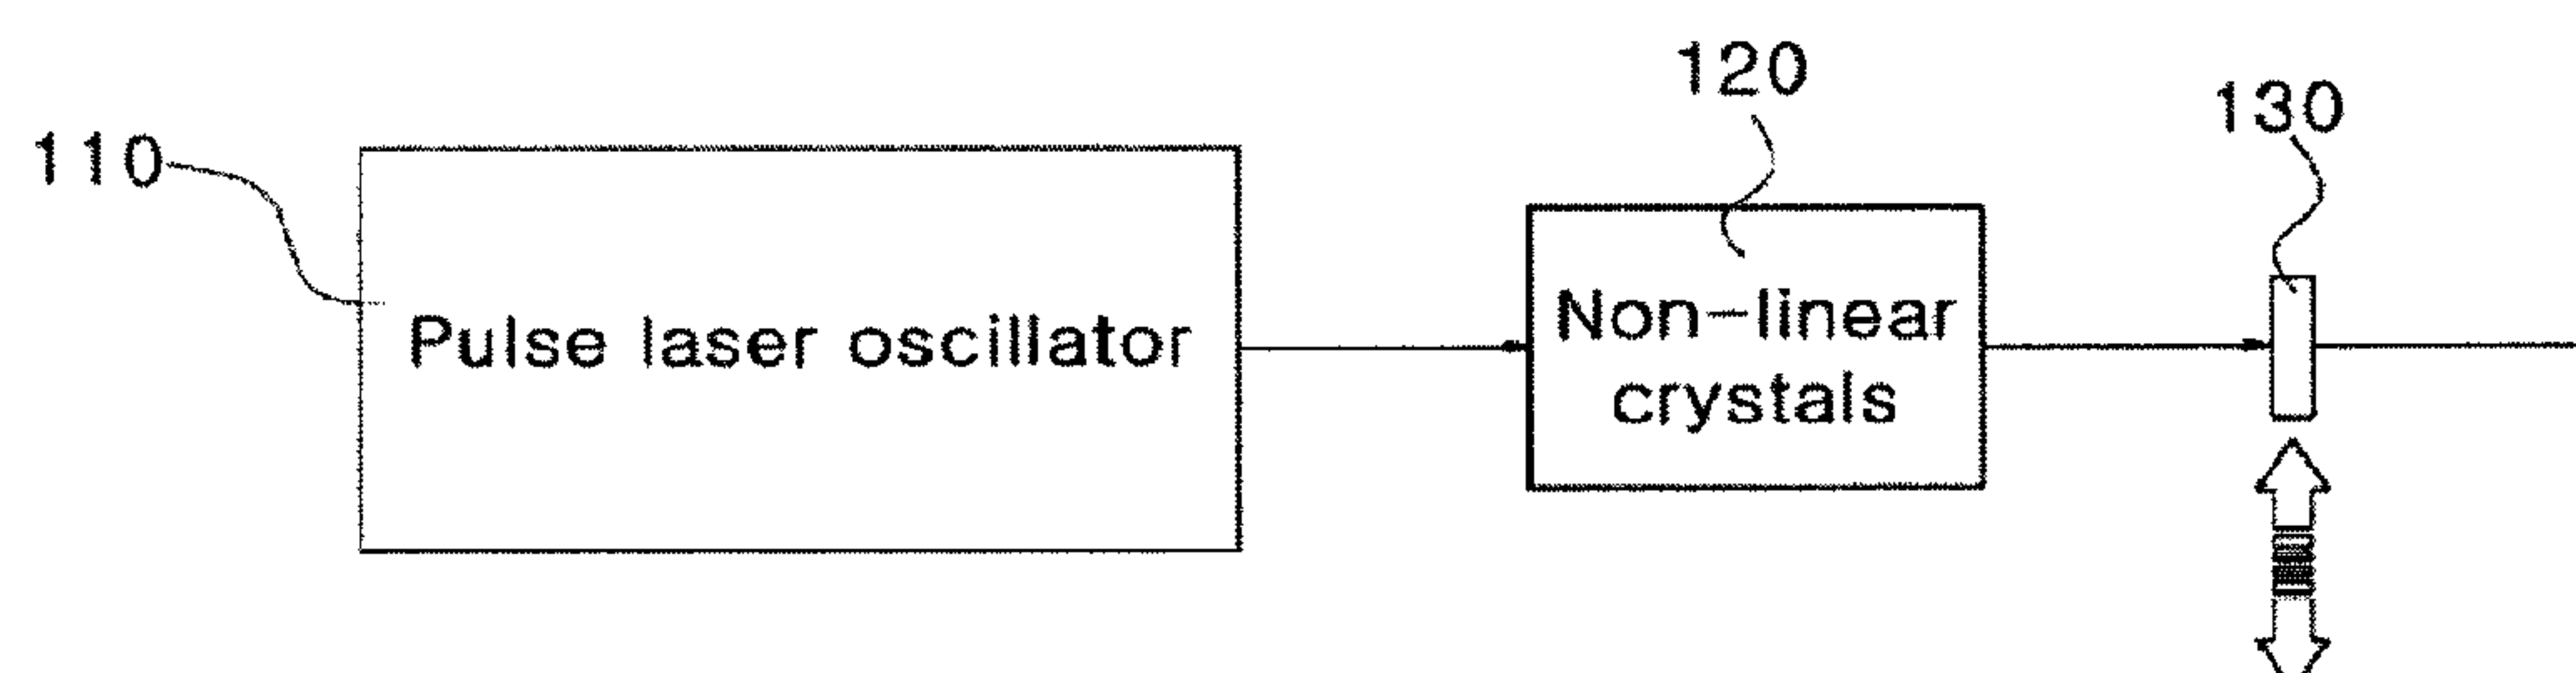 120
130
110
Pulse laser oscillator
Non-linear
crystals